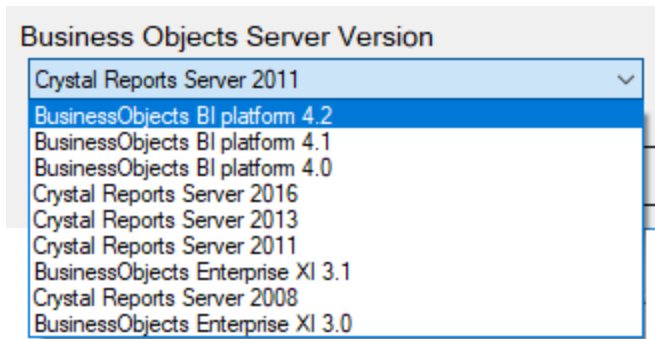 Business Objects Server Version
Crystal Reports Server 2011
BusinessObjects BI platform 4.2
BusinessObjects BI platform 4.1
BusinessObjects BI platform 4.0
Crystal Reports Server 2016
Crystal Reports Server 2013
Crystal Reports Server 2011
BusinessObjects Enterprise XI 3.1
Crystal Reports Server 2008
BusinessObjects Enterprise XI 3.0